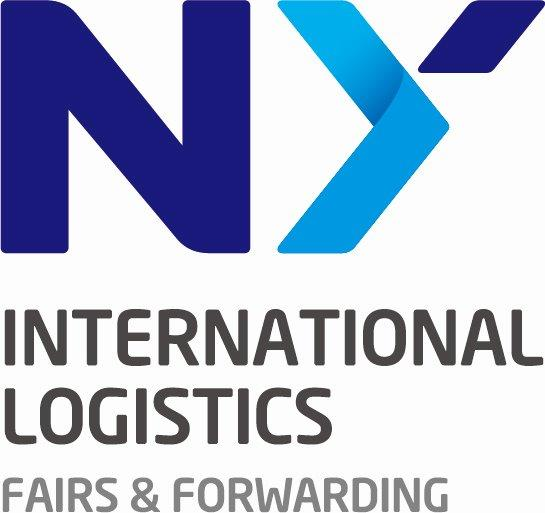 NY
INTERNATIONAL
LOGISTICS
FAIRS & FORWARDING